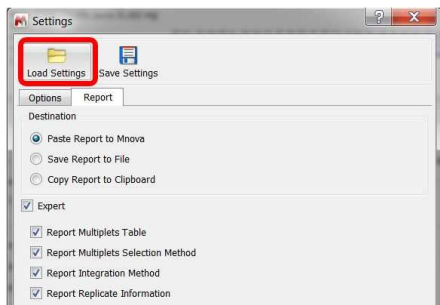 Settings
Load Settings Save Settings
Options Report
Destination
Paste Report to Mnova
Save Report to File
Copy Report to Clipboard
Expert
Report Multiplets Table
Report Multiplets Selection Method
Report Integration Method
Report Replicate Information